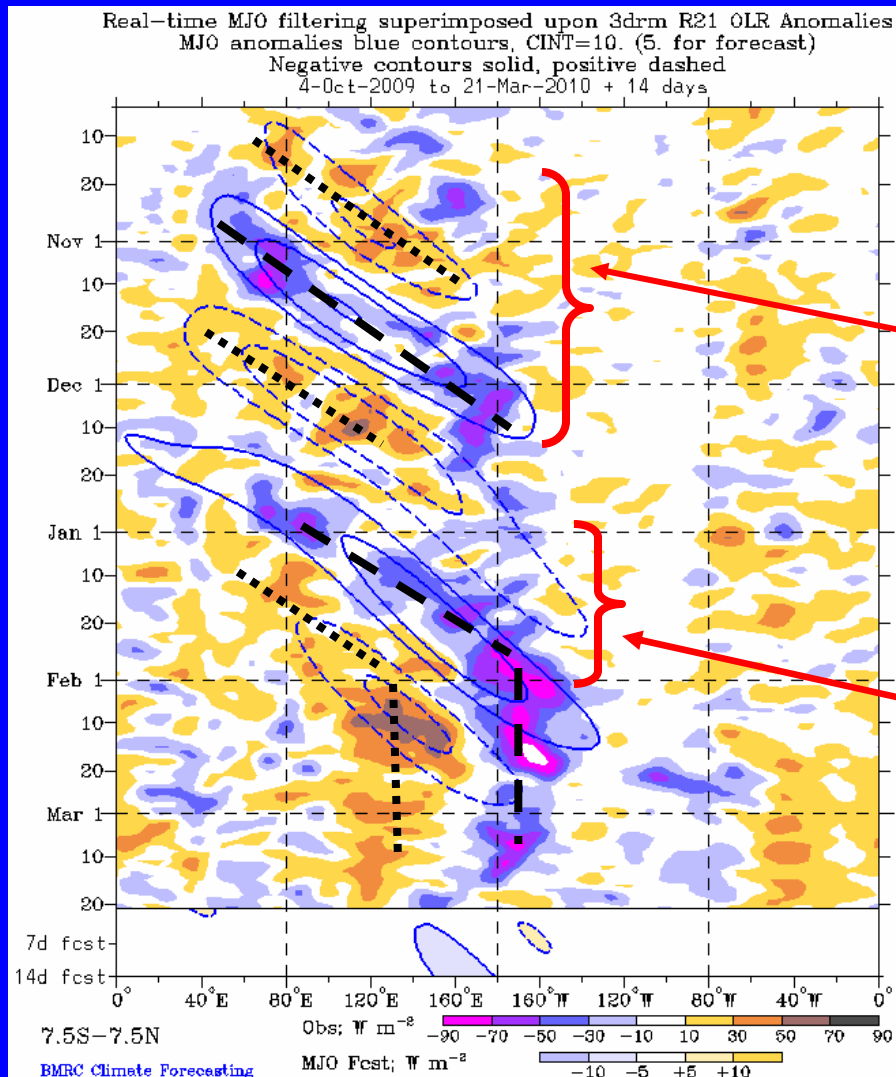 Real-time MJO filtering superimposed upon 3drm R21 OLR Anomalies
MJO anomalies blue contours, CINT=10. (5. for forecast)
Negative contours solid, positive dashed
4-Oct-2009 to 21-Mar-2010 + 14 days
10
20
Nov 1
10
20
Dec 1
10
20
Jan 1
10
20
Feb 1
10
20
Mar 1
10
20
7d fcst
14d fcst
0° 40°E 80°E 120°E 160°E 160°W 120°W 80°W 40°W 0°
7.5S-7.5N
Obs; W m⁻²
-90 -70 -50 -30 -10 10 30 50 70 90
BMRC Climate Forecasting
MJO Fcst; W m⁻²
-10 -5 +5 +10